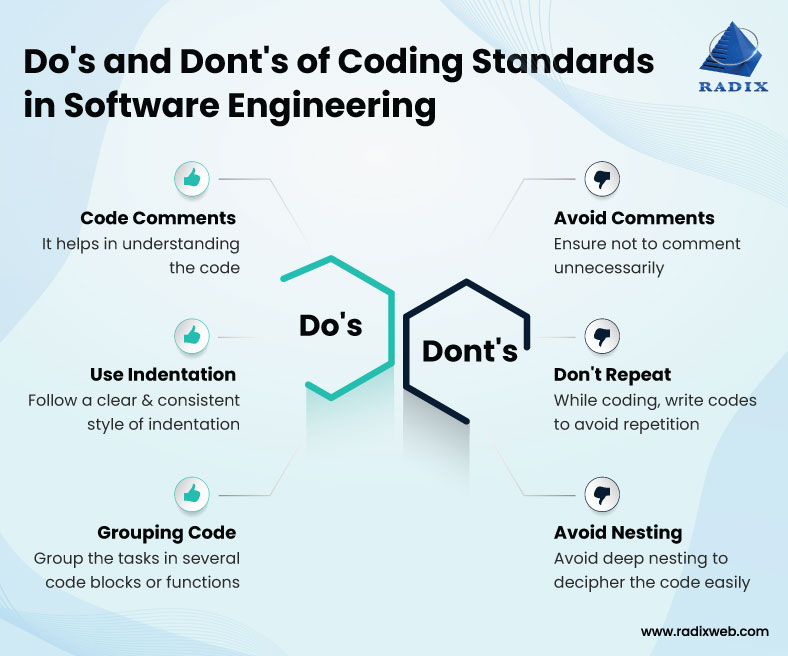 Do's and Dont's of Coding Standards
in Software Engineering
RADIX
Code Comments
It helps in understanding
the code
Use Indentation
Follow a clear & consistent
style of indentation
Grouping Code
Group the tasks in several
code blocks or functions
Do's
Dont's
Avoid Comments
Ensure not to comment
unnecessarily
Don't Repeat
While coding, write codes
to avoid repetition
Avoid Nesting
Avoid deep nesting to
decipher the code easily
www.radixweb.com